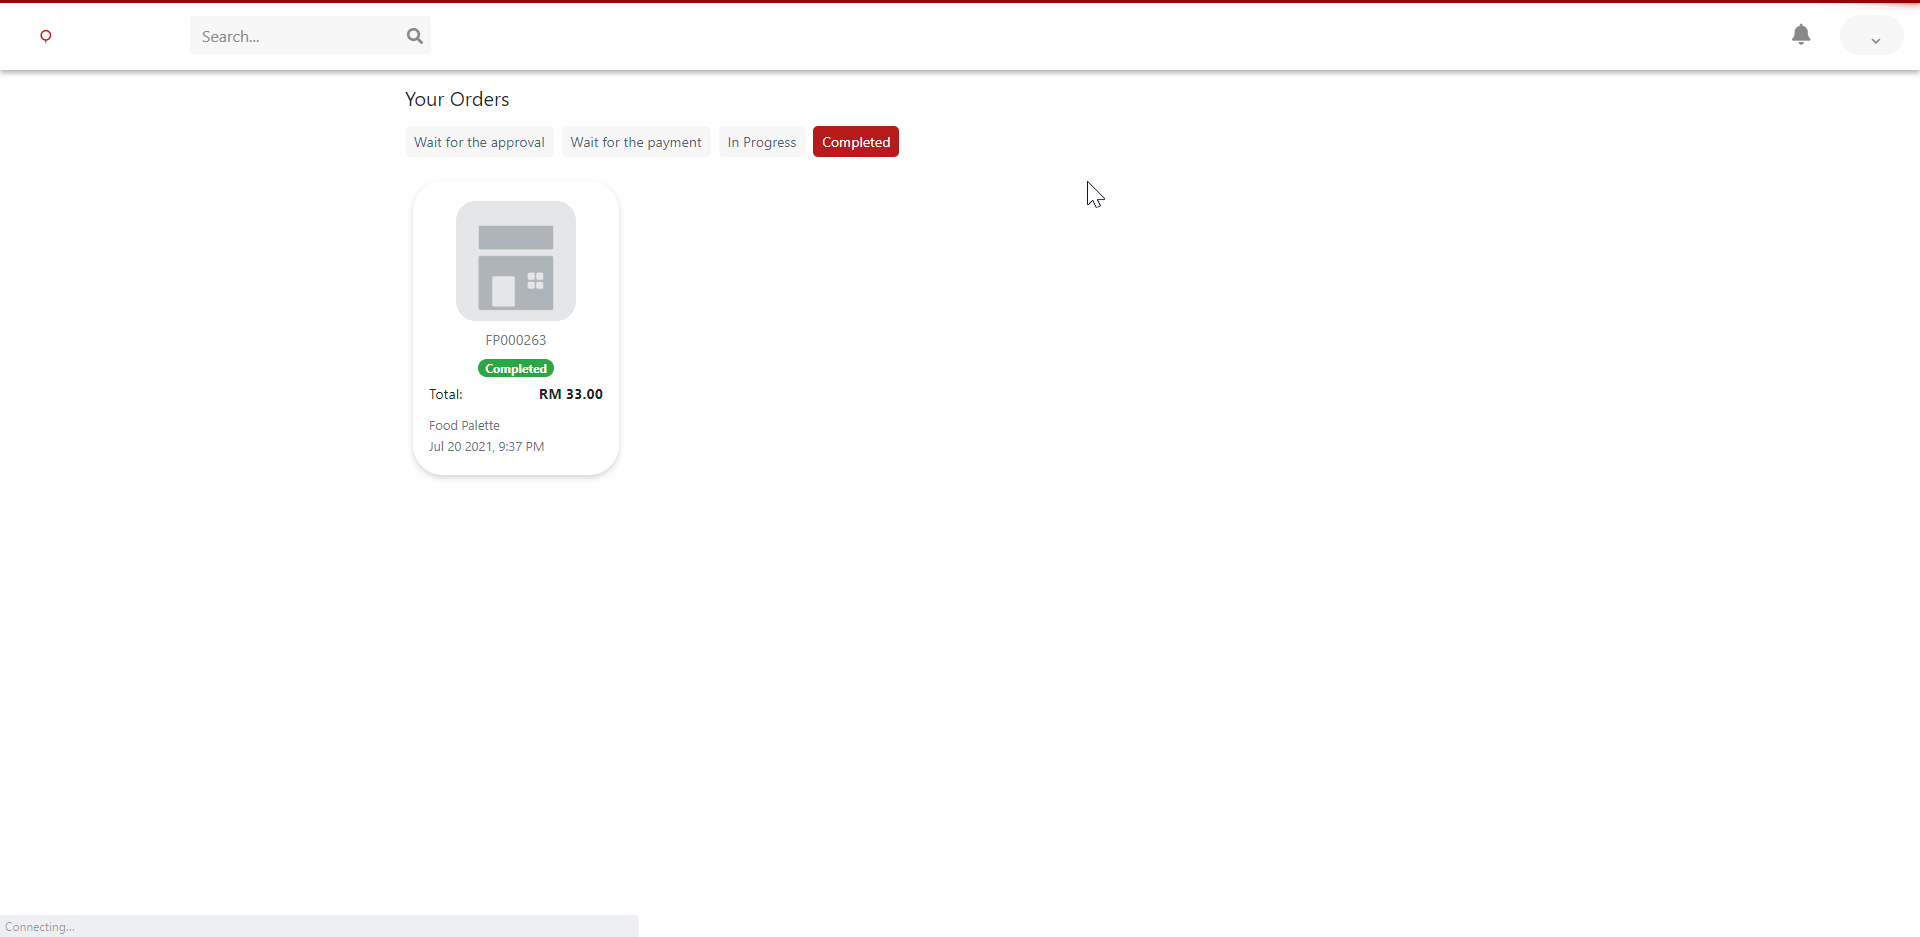 Search...
Your Orders
Wait for the approval Wait for the payment In Progress Completed
FP000263
Completed
Total: RM 33.00
Food Palette
Jul 20 2021, 9:37 PM
Connecting...